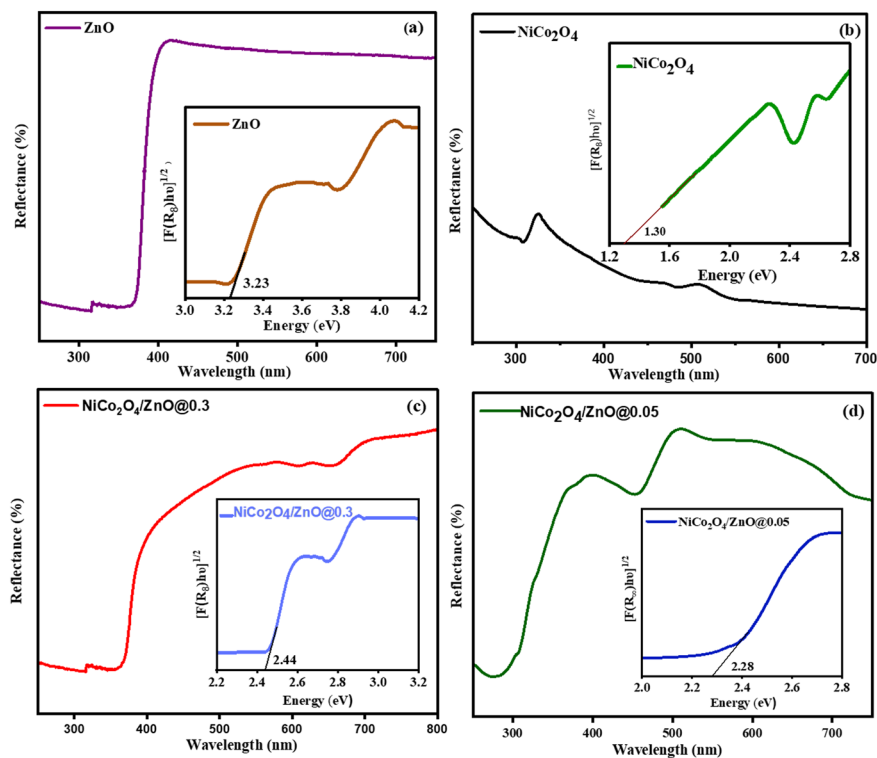 ZnO
(a)
Reflectance (%)
ZnO
[F(R₈)hυ]^1/2 )
3.23
3.0 3.2 3.4 3.6 3.8 4.0 4.2
Energy (eV)
300 400 500 600 700
Wavelength (nm)
NiCo₂O₄
(b)
Reflectance (%)
NiCo₂O₄
[F(R₈)hυ]^1/2
1.30
1.2 1.6 2.0 2.4 2.8
Energy (eV)
300 400 500 600 700
Wavelength (nm)
NiCo₂O₄/ZnO@0.3
(c)
Reflectance (%)
NiCo₂O₄/ZnO@0.3
[F(R₈)hυ]^1/2
2.44
2.2 2.4 2.6 2.8 3.0 3.2
Energy (eV)
300 400 500 600 700 800
Wavelength (nm)
NiCo₂O₄/ZnO@0.05
(d)
Reflectance (%)
NiCo₂O₄/ZnO@0.05
[F(R∞)hυ]^1/2
2.28
2.0 2.2 2.4 2.6 2.8
Energy (eV)
300 400 500 600 700
Wavelength (nm)